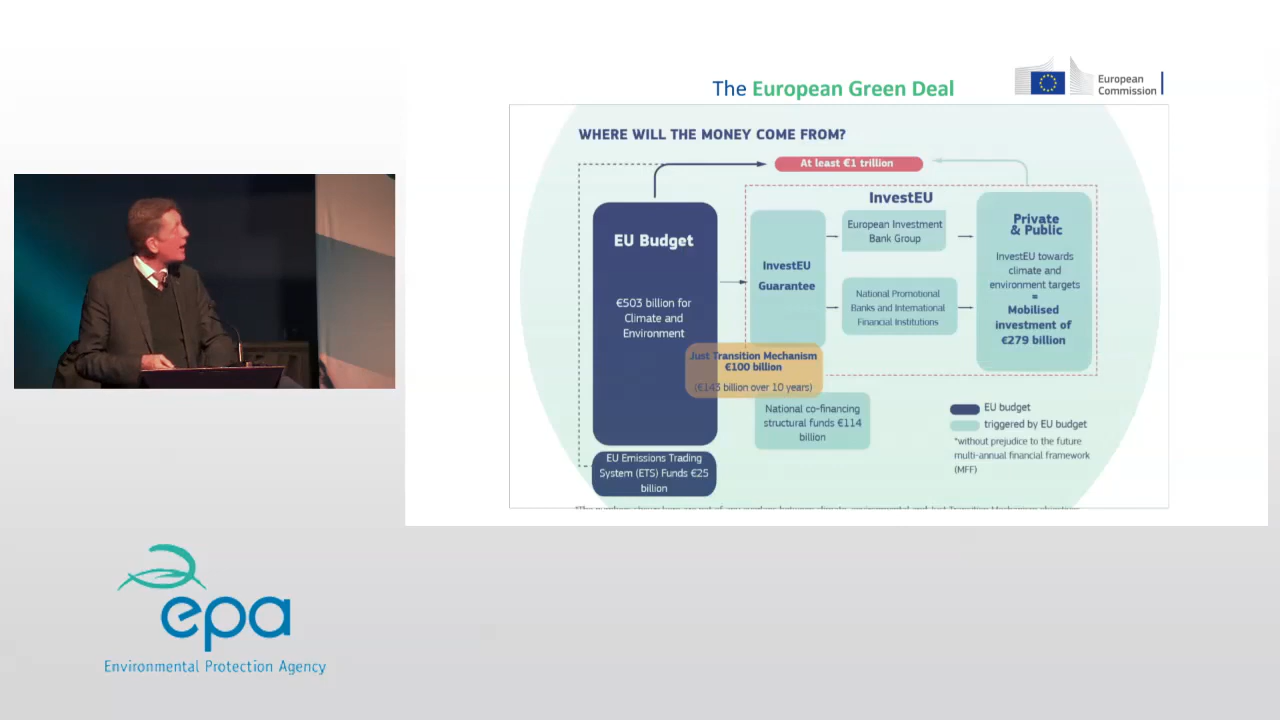 The European Green Deal
European
Commission
WHERE WILL THE MONEY COME FROM?
At least €1 trillion
InvestEU
EU Budget
€503 billion for
Climate and
Environment
InvestEU
Guarantee
European Investment
Bank Group
National Promotional
Banks and International
Financial Institutions
Private
& Public
InvestEU towards
climate and
environment targets
=
Mobilised
investment of
€279 billion
Just Transition Mechanism
€100 billion
(€143 billion over 10 years)
National co-financing
structural funds €114
billion
EU Emissions Trading
System (ETS) Funds €25
billion
EU budget
triggered by EU budget
*without prejudice to the future
multi-annual financial framework
(MFF)
epa
Environmental Protection Agency